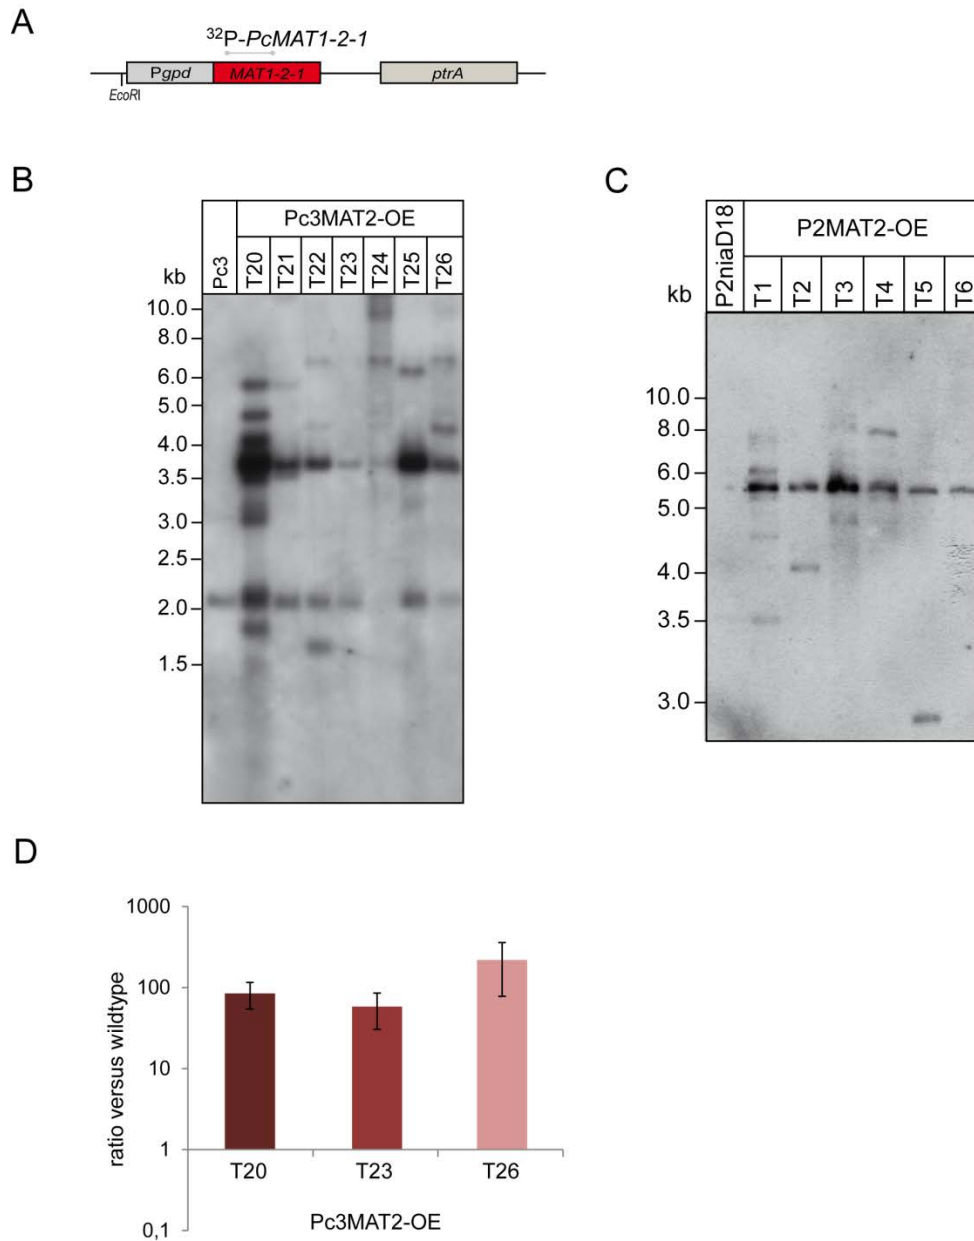 A
³²P-PcMAT1-2-1
Pgpd MAT1-2-1 ptrA
EcoRI
B
Pc3MAT2-OE
kb Pc3 T20 T21 T22 T23 T24 T25 T26
10.0
8.0
6.0
5.0
4.0
3.5
3.0
2.5
2.0
1.5
C
P2MAT2-OE
kb P2niaD18 T1 T2 T3 T4 T5 T6
10.0
8.0
6.0
5.0
4.0
3.5
3.0
D
ratio versus wildtype
1000
100
10
1
0,1
T20 T23 T26
Pc3MAT2-OE